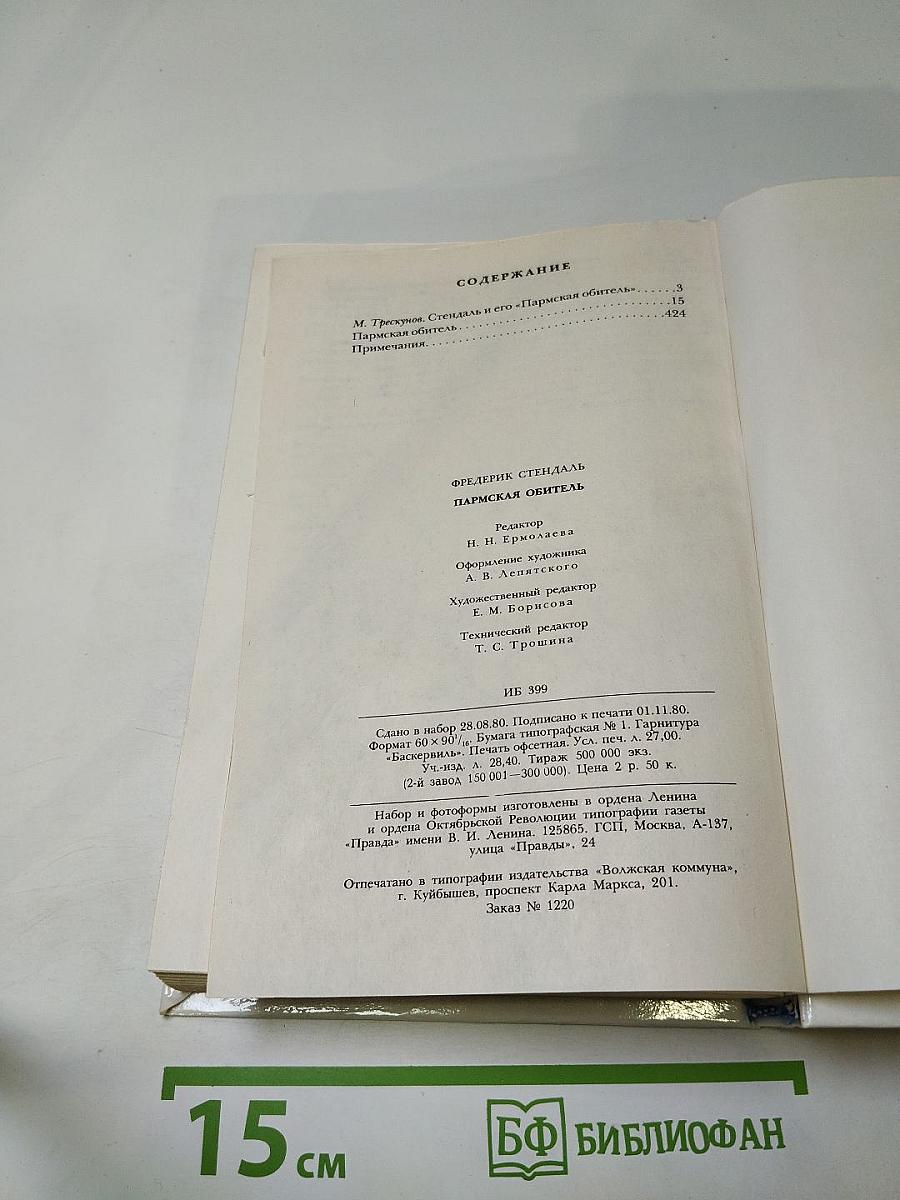 СОДЕРЖАНИЕ
М. Трескунов. Стендаль и его «Пармская обитель»......3
Пармская обитель..............................15
Примечания....................................424
ФРЕДЕРИК СТЕНДАЛЬ
ПАРМСКАЯ ОБИТЕЛЬ
Редактор
Н. Н. Ермолаева
Оформление художника
А. В. Лепятского
Художественный редактор
Е. М. Борисова
Технический редактор
Т. С. Трошина
ИБ 399
Сдано в набор 28.08.80. Подписано к печати 01.11.80.
Формат 60 × 90¹/₁₆. Бумага типографская № 1. Гарнитура
«Баскервиль». Печать офсетная. Усл. печ. л. 27,00.
Уч.-изд. л. 28,40. Тираж 500 000 экз.
(2-й завод 150 001—300 000). Цена 2 р. 50 к.
Набор и фотоформы изготовлены в ордена Ленина
и ордена Октябрьской Революции типографии газеты
«Правда» имени В. И. Ленина. 125865. ГСП, Москва, А-137,
улица «Правды», 24
Отпечатано в типографии издательства «Волжская коммуна»,
г. Куйбышев, проспект Карла Маркса, 201.
Заказ № 1220
15 см
БФ БИБЛИОФАН